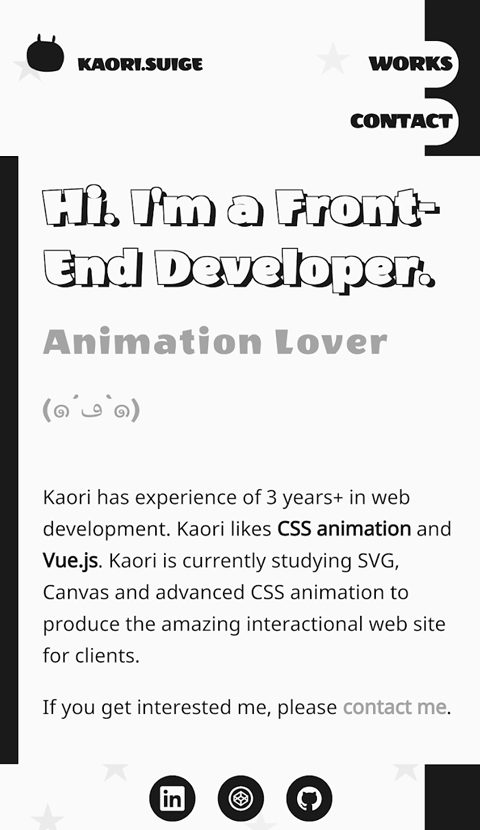 KAORI.SUIGE
WORKS
CONTACT
Hi. I'm a Front-
End Developer.
Animation Lover
(๑´ڡ`๑)
Kaori has experience of 3 years+ in web
development. Kaori likes CSS animation and
Vue.js. Kaori is currently studying SVG,
Canvas and advanced CSS animation to
produce the amazing interactional web site
for clients.
If you get interested me, please contact me.
in